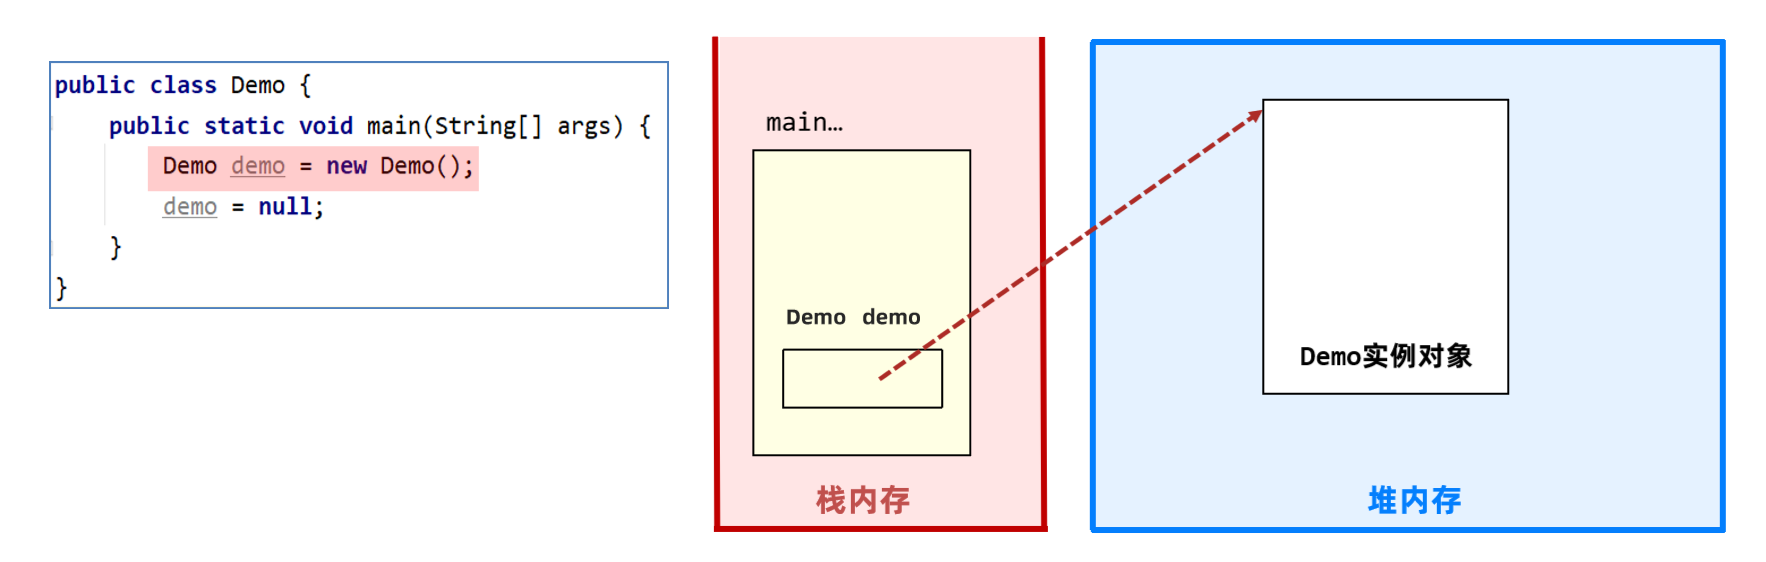 public class Demo {
    public static void main(String[] args) {
        Demo demo = new Demo();
        demo = null;
    }
}
main…
Demo demo
栈内存
Demo实例对象
堆内存